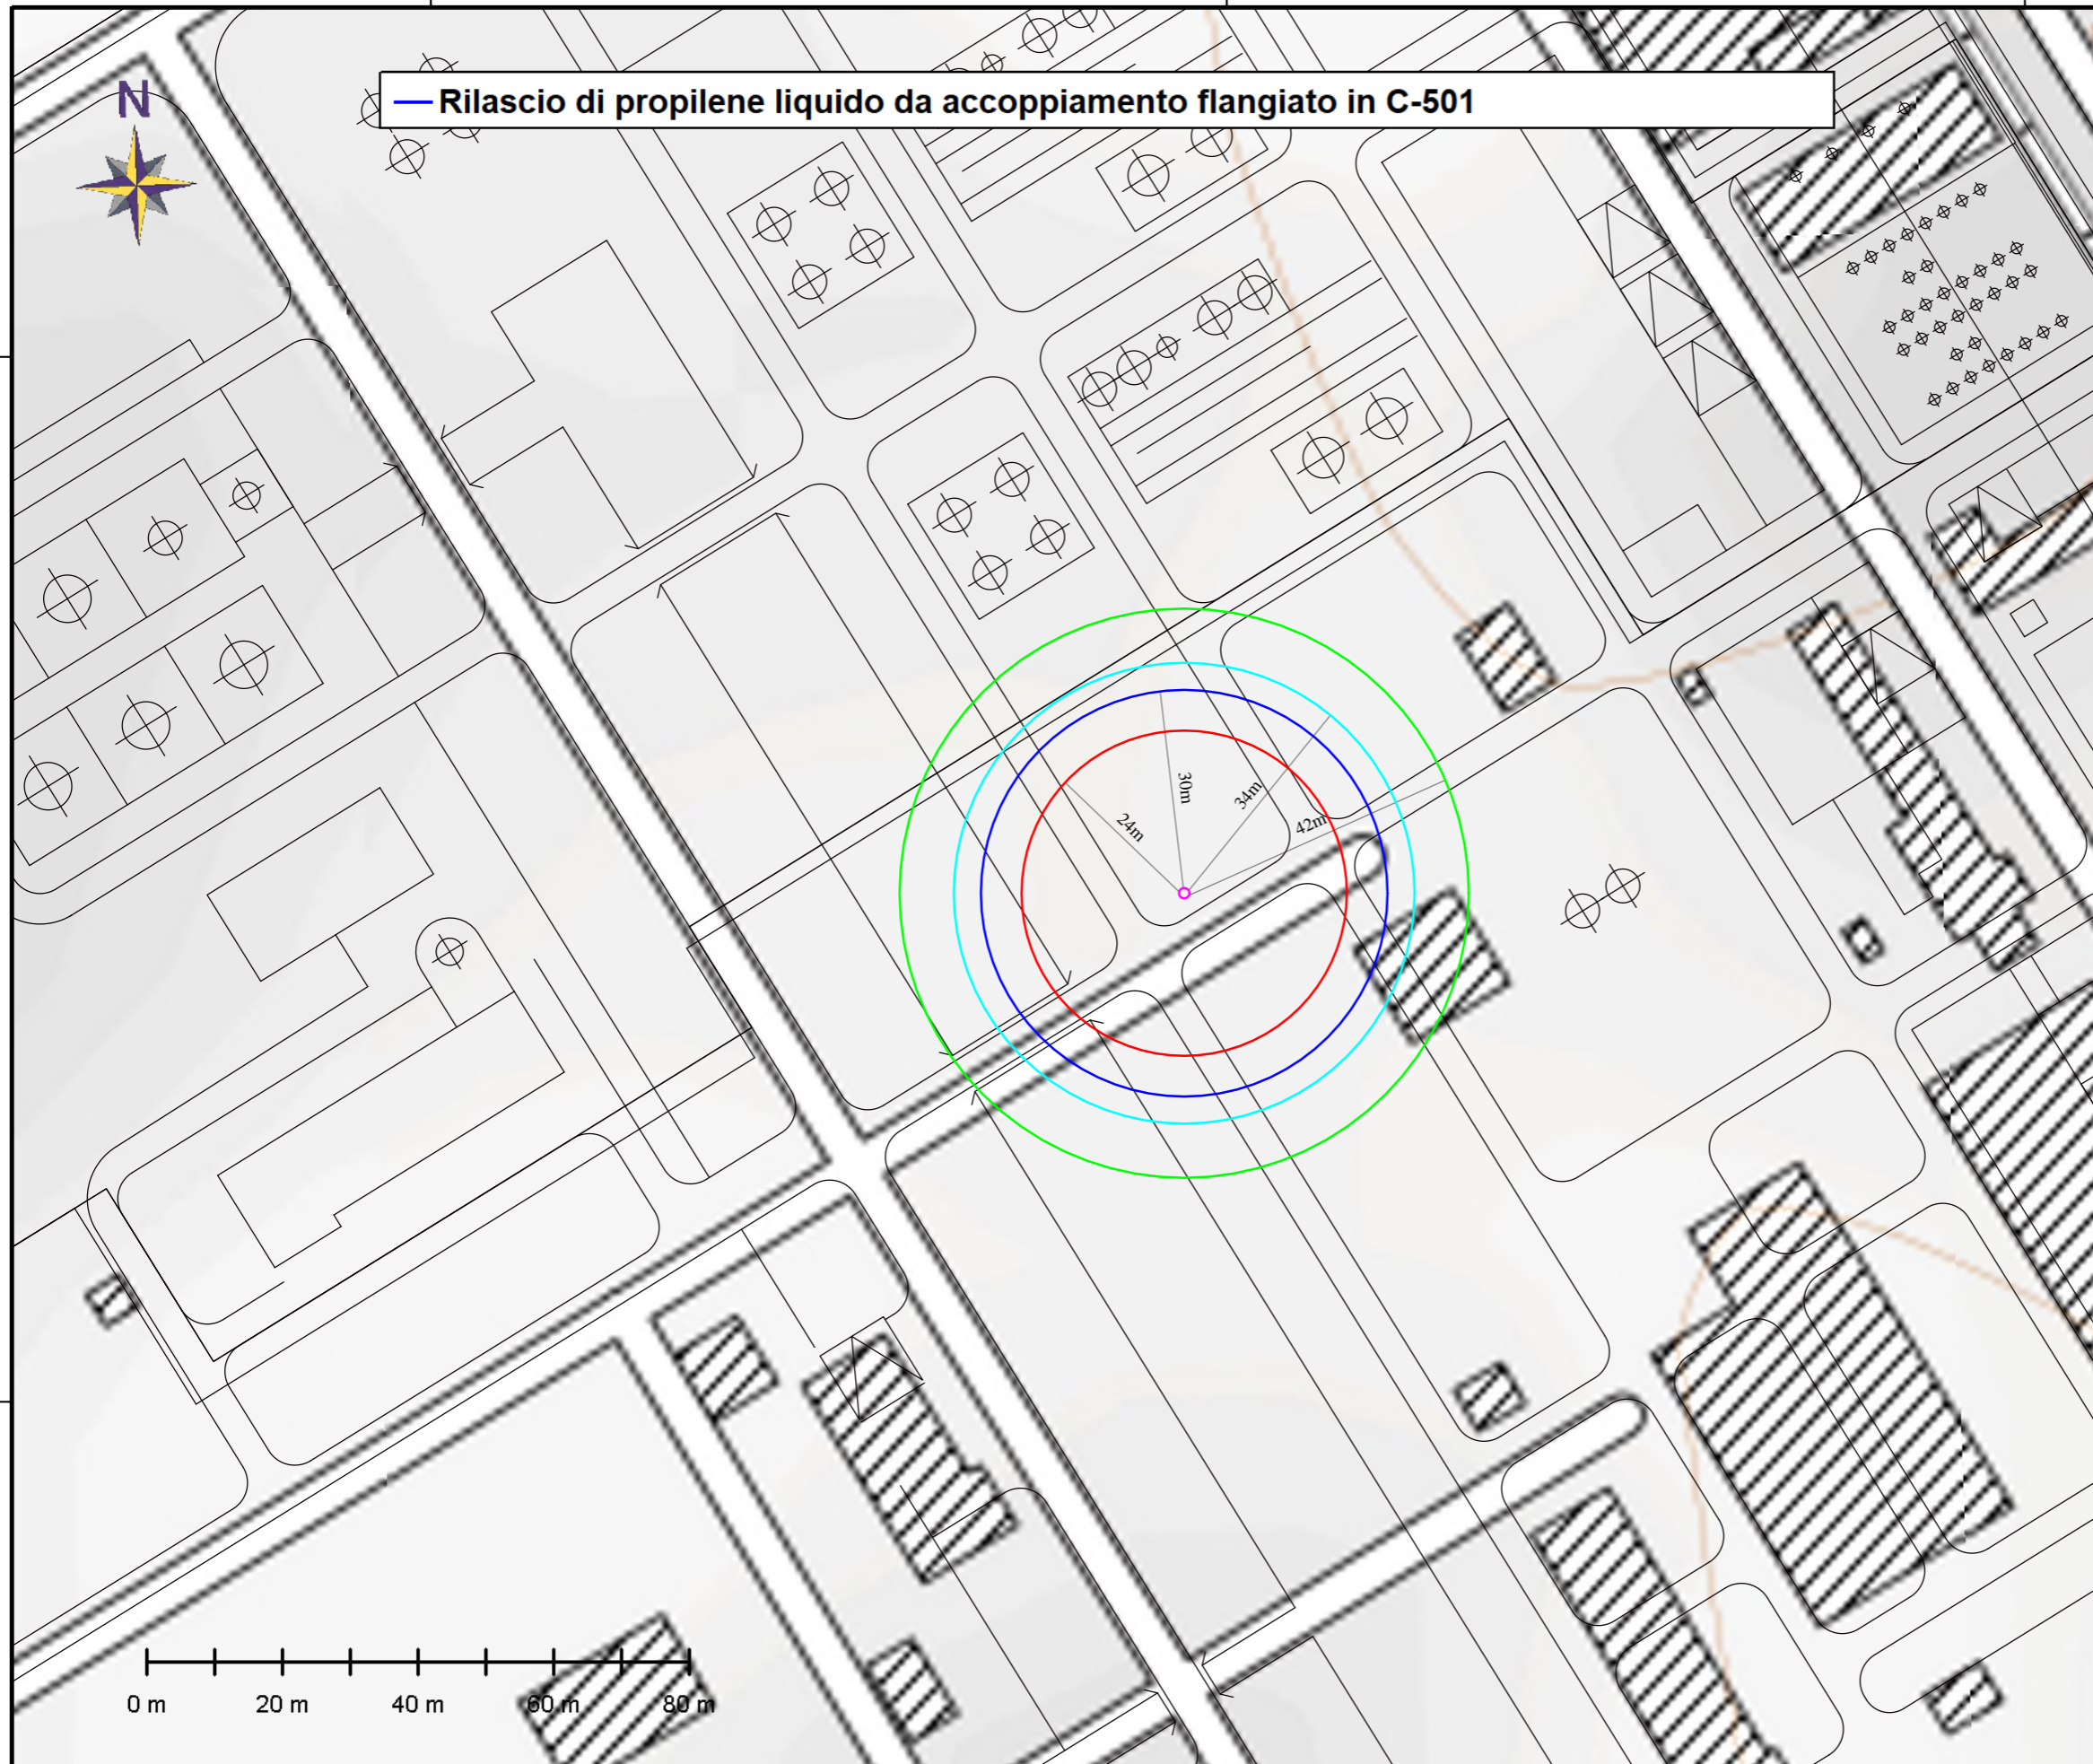 N
Rilascio di propilene liquido da accoppiamento flangiato in C-501
30m
34m
24m
42m
0 m 20 m 40 m 60 m 80 m